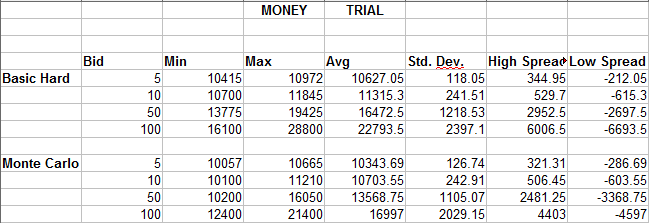 MONEY TRIAL
Bid Min Max Avg Std. Dev. High Spread Low Spread
Basic Hard 5 10415 10972 10627.05 118.05 344.95 -212.05
10 10700 11845 11315.3 241.51 529.7 -615.3
50 13775 19425 16472.5 1218.53 2952.5 -2697.5
100 16100 28800 22793.5 2397.1 6006.5 -6693.5
Monte Carlo 5 10057 10665 10343.69 126.74 321.31 -286.69
10 10100 11210 10703.55 242.91 506.45 -603.55
50 10200 16050 13568.75 1105.07 2481.25 -3368.75
100 12400 21400 16997 2029.15 4403 -4597